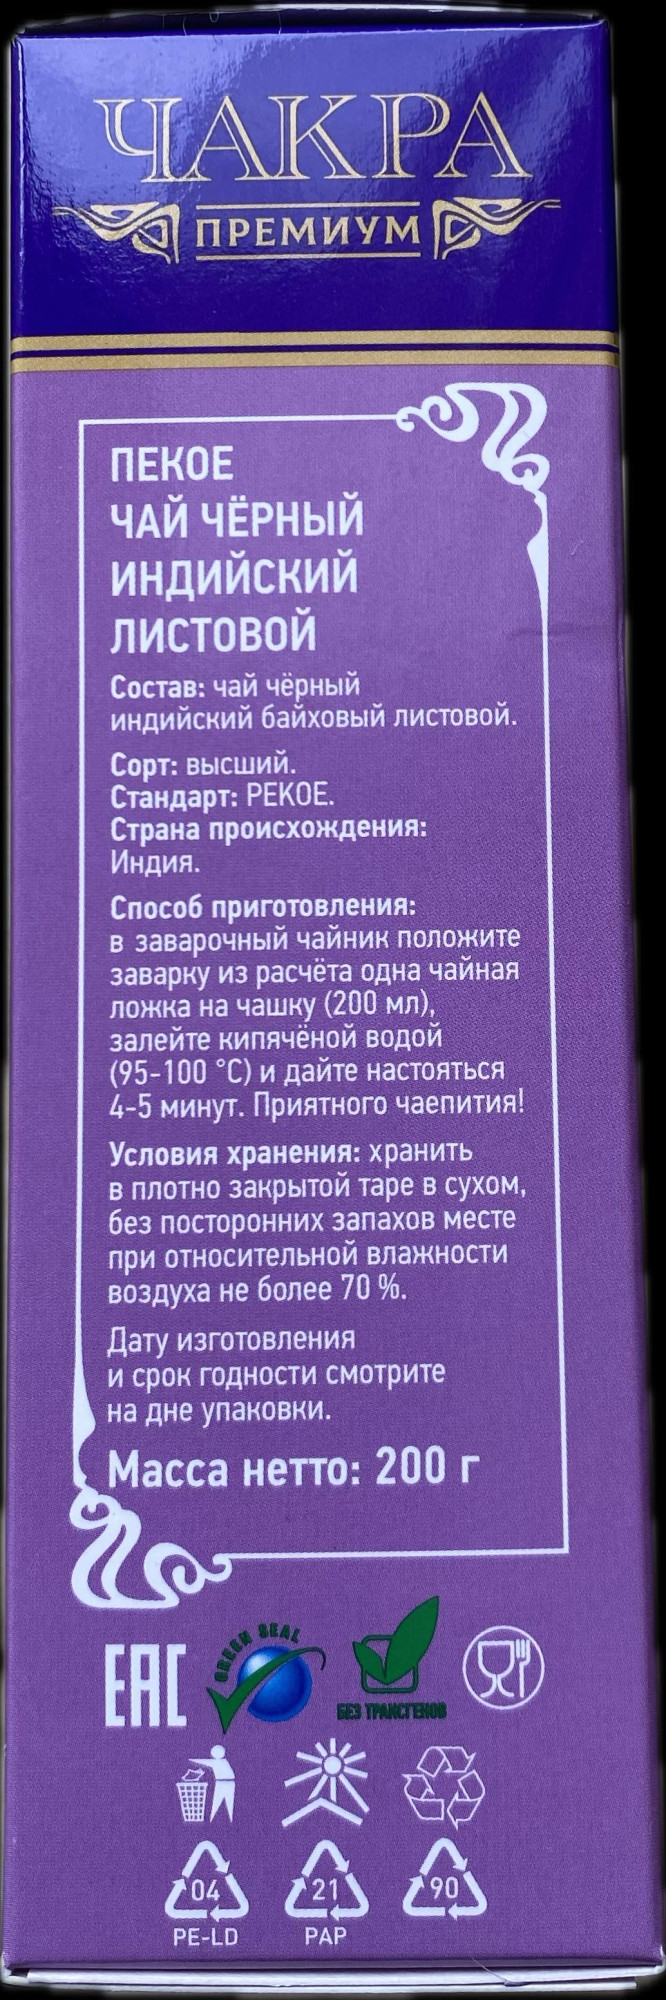 ЧАКРА
ПРЕМИУМ
ПЕКОЕ
ЧАЙ ЧЁРНЫЙ
ИНДИЙСКИЙ
ЛИСТОВОЙ
Состав: чай чёрный
индийский байховый листовой.
Сорт: высший.
Стандарт: PEKOE.
Страна происхождения:
Индия.
Способ приготовления:
в заварочный чайник положите
заварку из расчёта одна чайная
ложка на чашку (200 мл),
залейте кипячёной водой
(95-100 °С) и дайте настояться
4-5 минут. Приятного чаепития!
Условия хранения: хранить
в плотно закрытой таре в сухом,
без посторонних запахов месте
при относительной влажности
воздуха не более 70 %.
Дату изготовления
и срок годности смотрите
на дне упаковки.
Масса нетто: 200 г
EAC
GREEN SEAL
БЕЗ ТРАНСГЕНОВ
04 21 90
PE-LD PAP